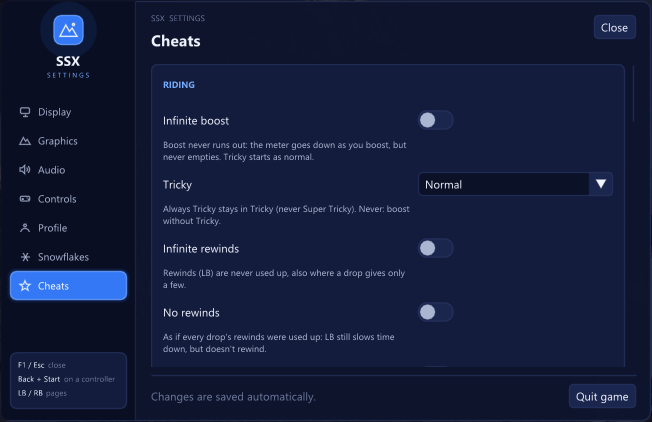 SSX
SETTINGS
Display
Graphics
Audio
Controls
Profile
Snowflakes
Cheats
F1 / Esc close
Back + Start on a controller
LB / RB pages
SSX SETTINGS
Cheats
Close
RIDING
Infinite boost
Boost never runs out: the meter goes down as you boost, but
never empties. Tricky starts as normal.
Tricky
Normal
Always Tricky stays in Tricky (never Super Tricky). Never: boost
without Tricky.
Infinite rewinds
Rewinds (LB) are never used up, also where a drop gives only
a few.
No rewinds
As if every drop's rewinds were used up: LB still slows time
down, but doesn't rewind.
Changes are saved automatically.
Quit game